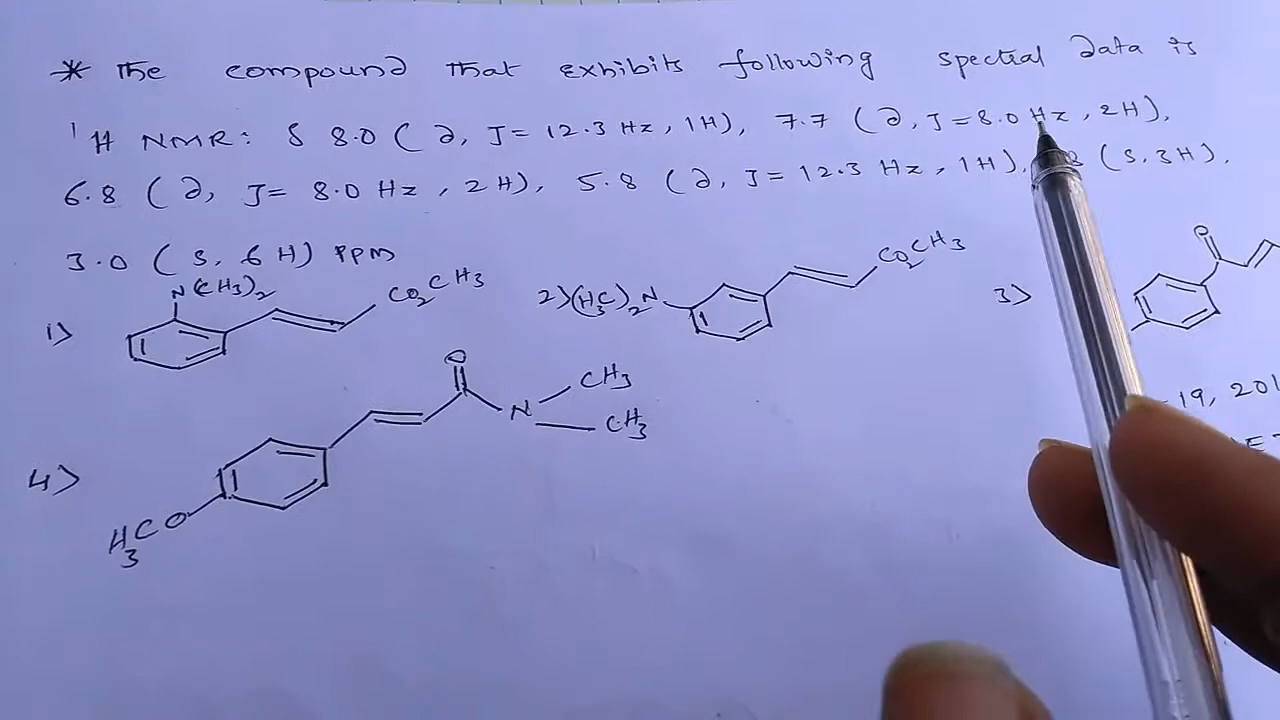 * The compound that exhibits following spectral data is
¹H NMR: δ 8.0 (d, J = 12.3 Hz, 1H), 7.7 (d, J = 8.0 Hz, 2H),
6.8 (d, J = 8.0 Hz, 2H), 5.8 (d, J = 12.3 Hz, 1H), (s, 3H),
3.0 (s, 6H) ppm
1) N(CH3)2 CO2CH3
2) (H3C)2N CO2CH3
3) O
4) H3CO O N CH3 CH3
19, 201